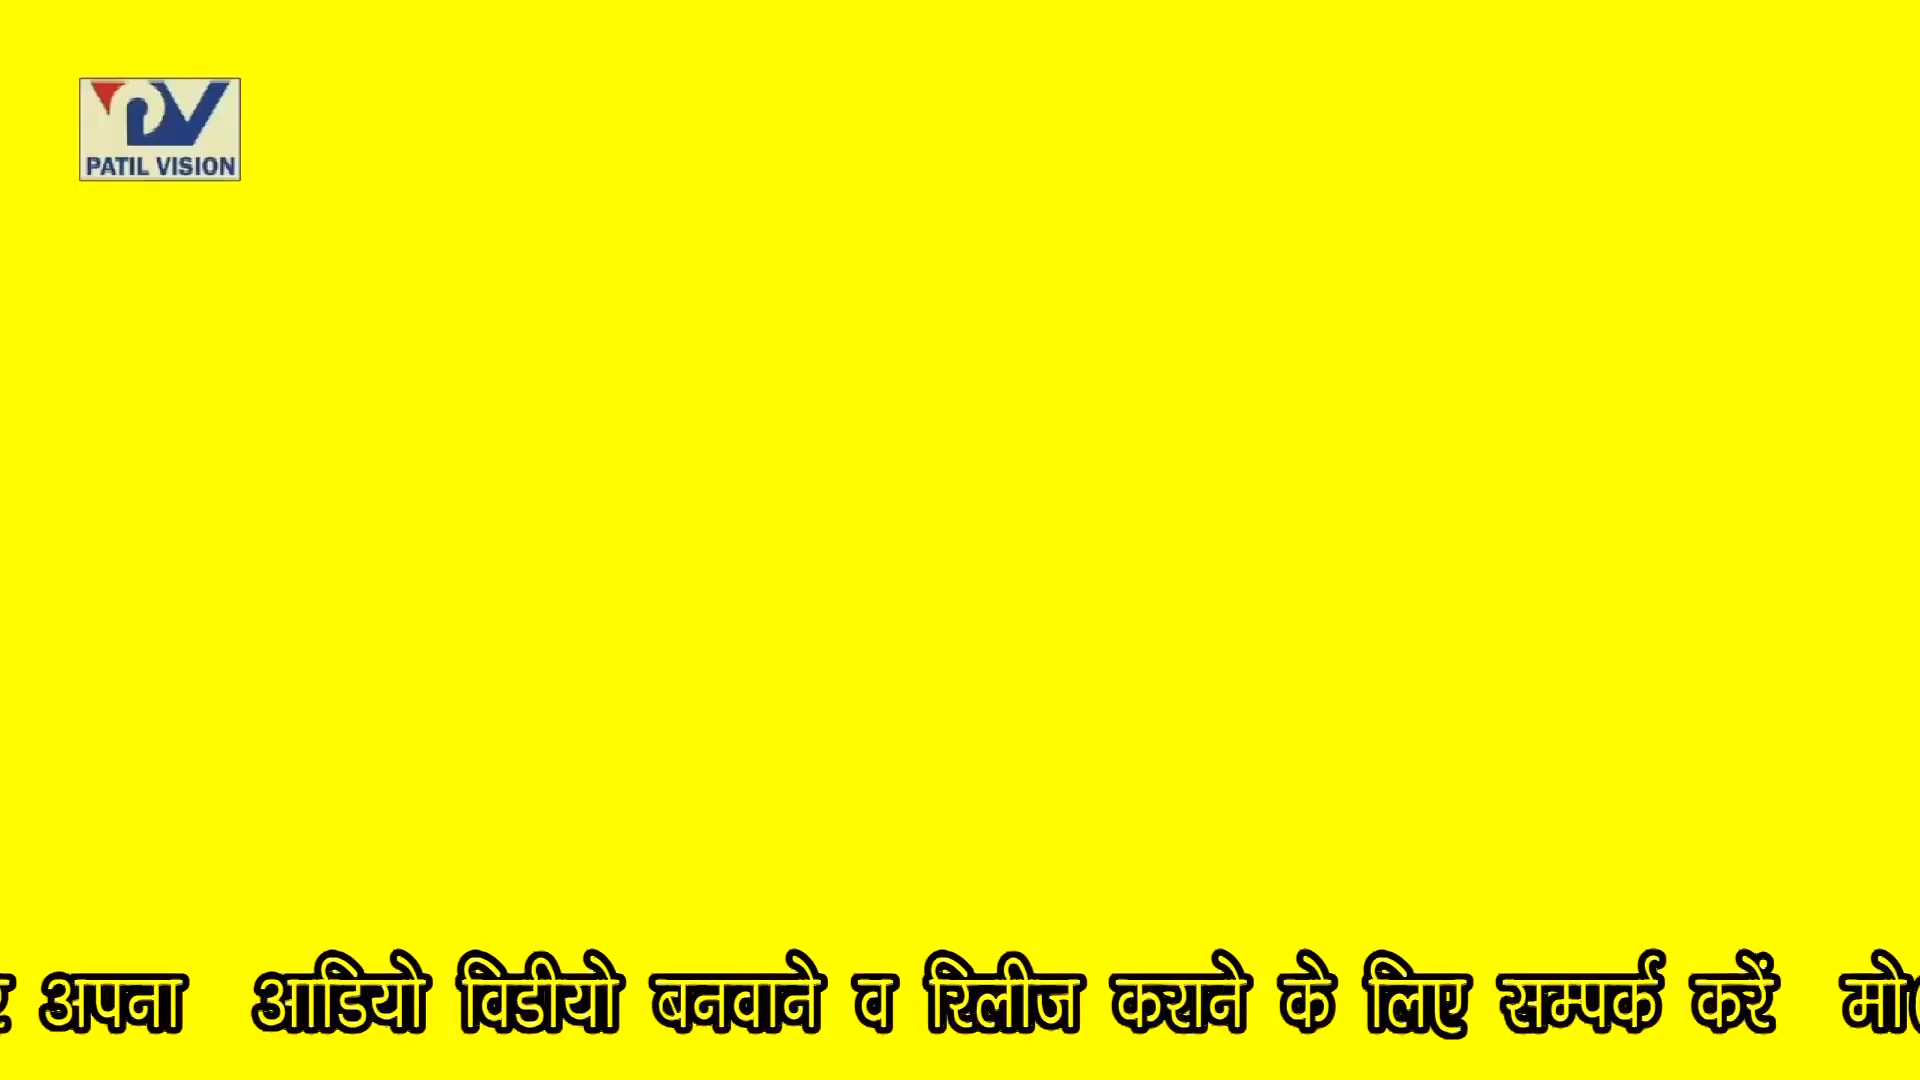 PATIL VISION
अपना आडियो विडीयो बनवाने व रिलीज कराने के लिए सम्पर्क करें